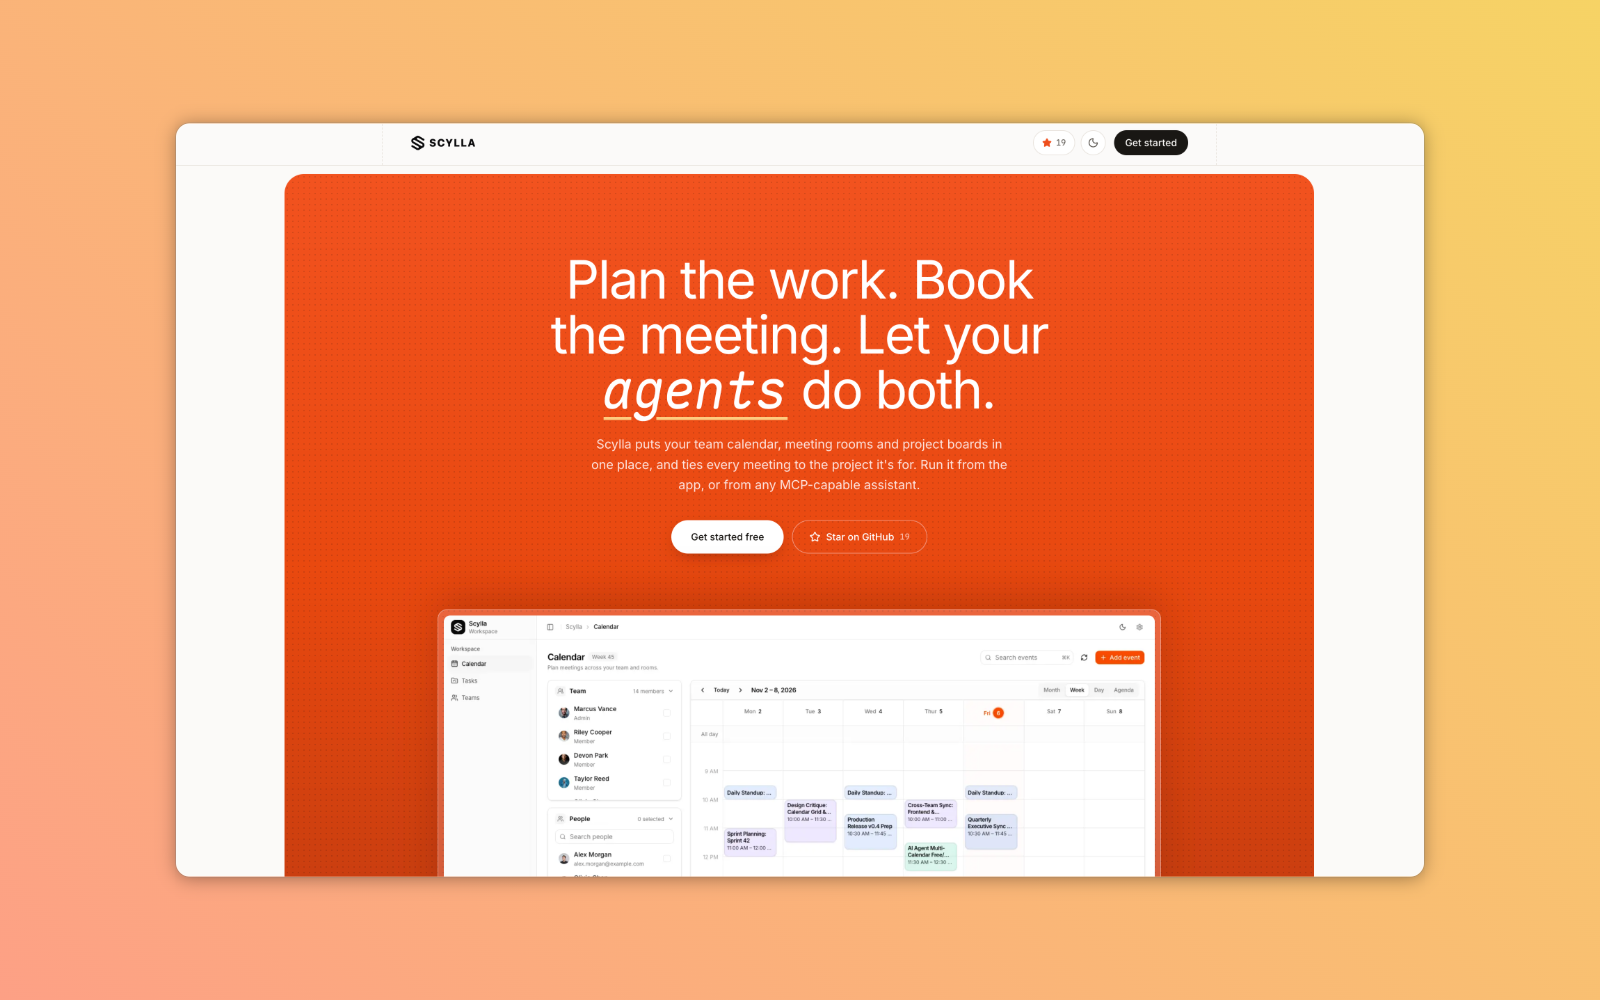 SCYLLA
19
Get started
Plan the work. Book
the meeting. Let your
agents do both.
Scylla puts your team calendar, meeting rooms and project boards in
one place, and ties every meeting to the project it's for. Run it from the
app, or from any MCP-capable assistant.
Get started free
Star on GitHub 19
Scylla
Workspace
Scylla › Calendar
Workspace
Calendar
Tasks
Teams
Calendar Week 45
Plan meetings across your team and rooms.
Search events ⌘K
+ Add event
Team 14 members
Marcus Vance
Admin
Riley Cooper
Member
Devon Park
Member
Taylor Reed
Member
People 0 selected
Search people
Alex Morgan
alex.morgan@example.com
Today
Nov 2 – 8, 2026
Month Week Day Agenda
Mon 2 Tue 3 Wed 4 Thur 5 Fri 6 Sat 7 Sun 8
All day
9 AM
10 AM
11 AM
12 PM
Daily Standup: ...
Sprint Planning:
Sprint 42
11:00 AM – 12:00 ...
Design Critique:
Calendar Grid &...
10:00 AM – 11:30 ...
Daily Standup: ...
Production
Release v0.4 Prep
10:30 AM – 11:45 ...
Cross-Team Sync:
Frontend &...
10:00 AM – 11:00 ...
AI Agent Multi-
Calendar Free/...
11:30 AM – 12:30 ...
Daily Standup: ...
Quarterly
Executive Sync ...
10:30 AM – 11:45 ...